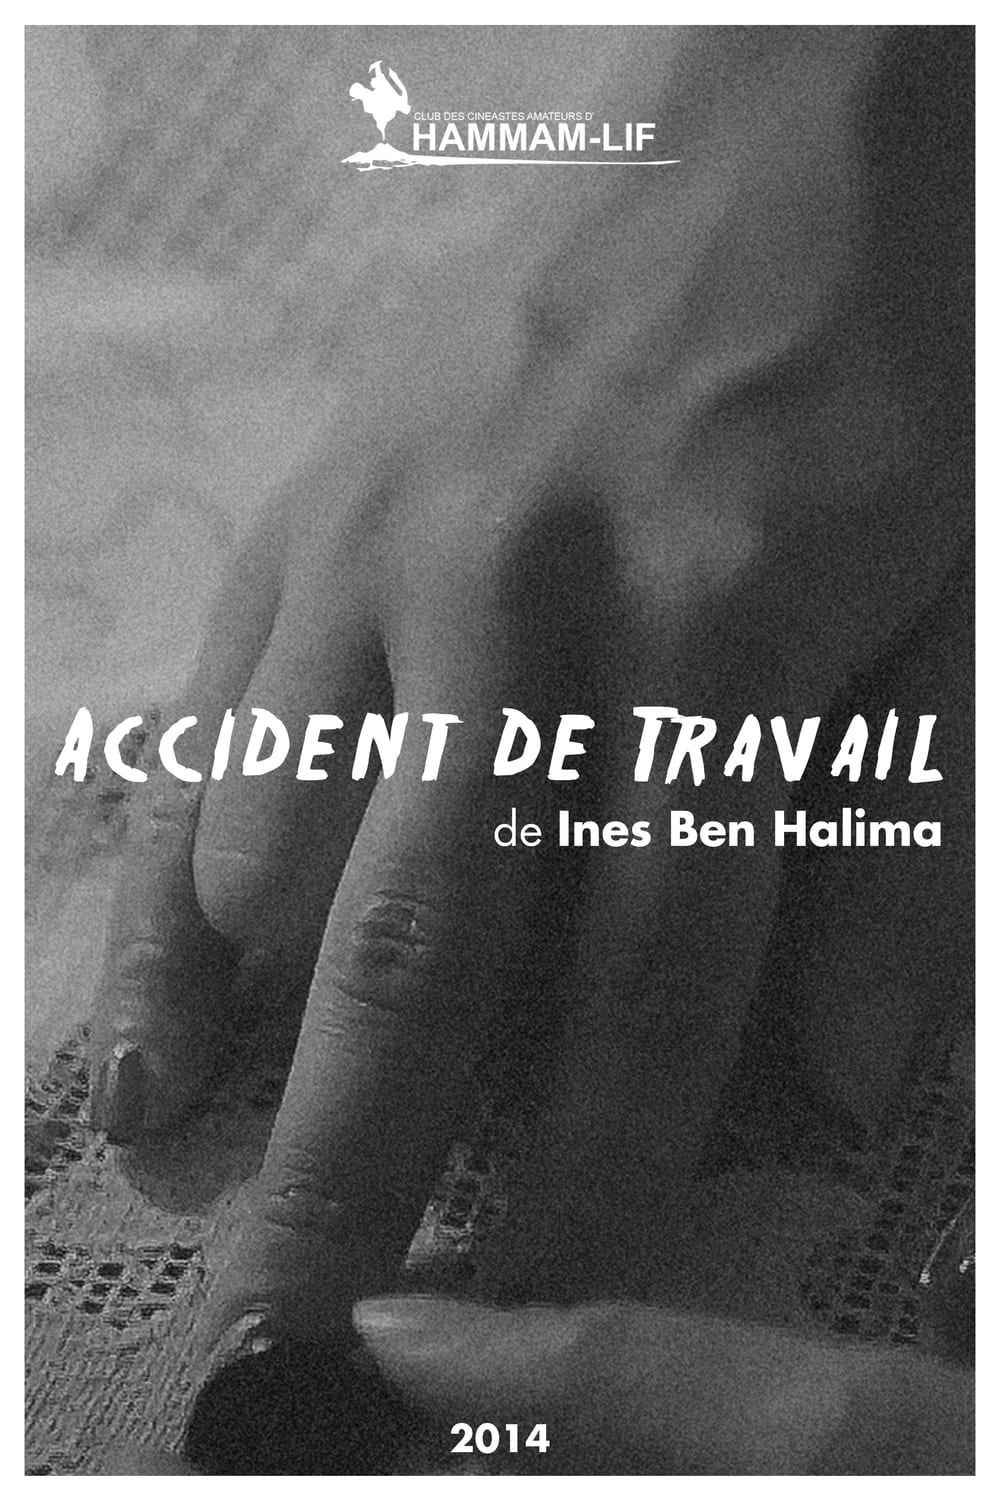 CLUB DES CINEASTES AMATEURS D'
HAMMAM-LIF
ACCIDENT DE TRAVAIL
de Ines Ben Halima
2014